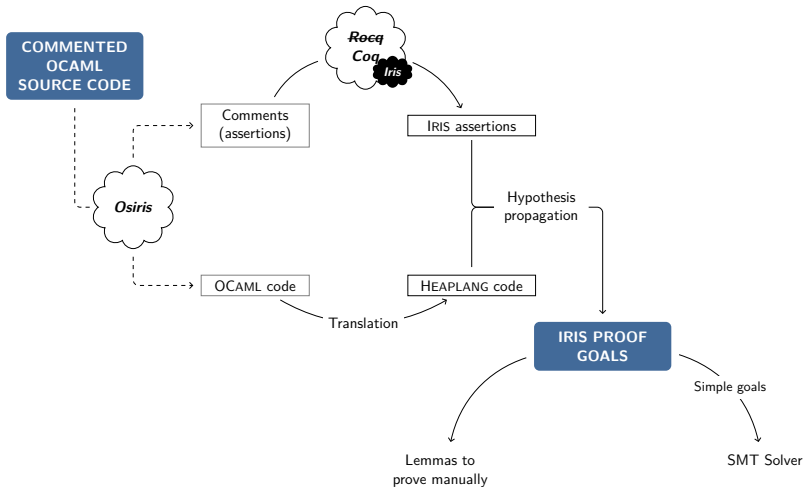 COMMENTED
OCAML
SOURCE CODE
Rocq
Coq
Iris
Comments
(assertions)
IRIS assertions
Osiris
Hypothesis
propagation
OCAML code
HEAPLANG code
Translation
IRIS PROOF
GOALS
Simple goals
Lemmas to
prove manually
SMT Solver